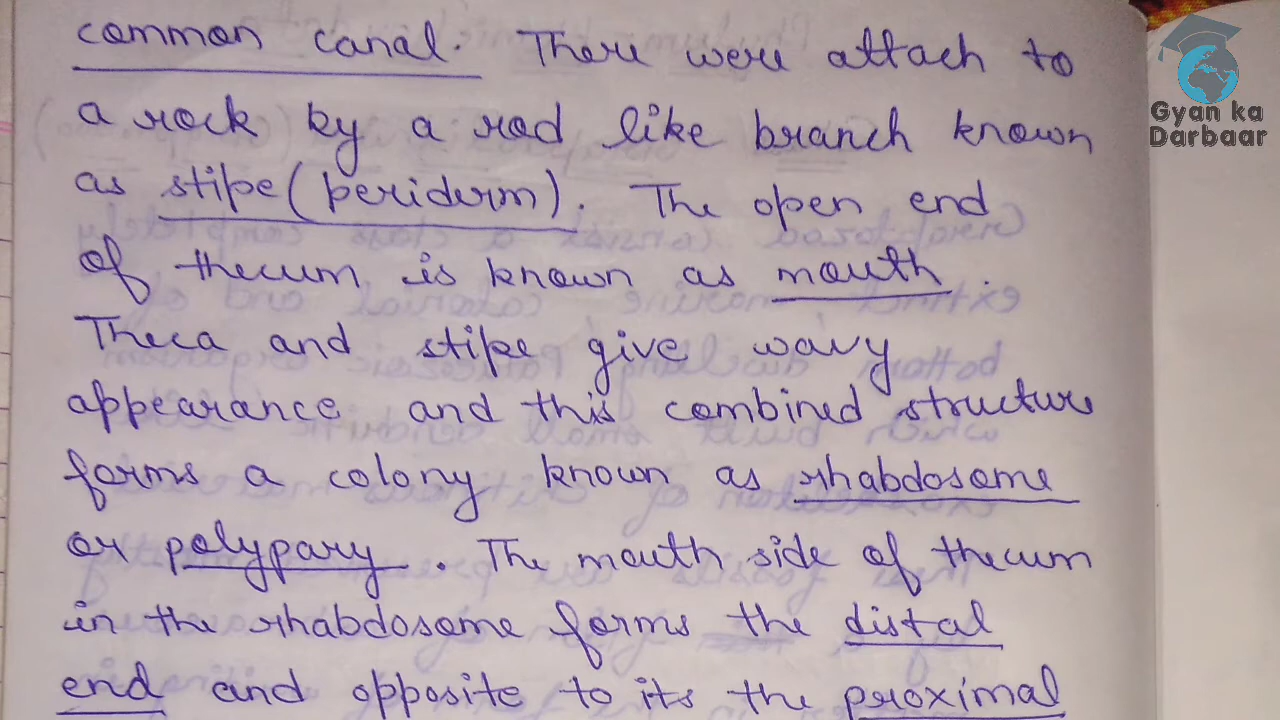 common canal. There were attach to
a rock by a rod like branch known
as stipe (periderm). The open end
of thecum is known as mouth.
Theca and stipe give wavy
appearance and this combined structure
forms a colony known as rhabdosome
or polypary. The mouth side of thecum
in the rhabdosome forms the distal
end and opposite to its the proximal
Gyan ka
Darbaar